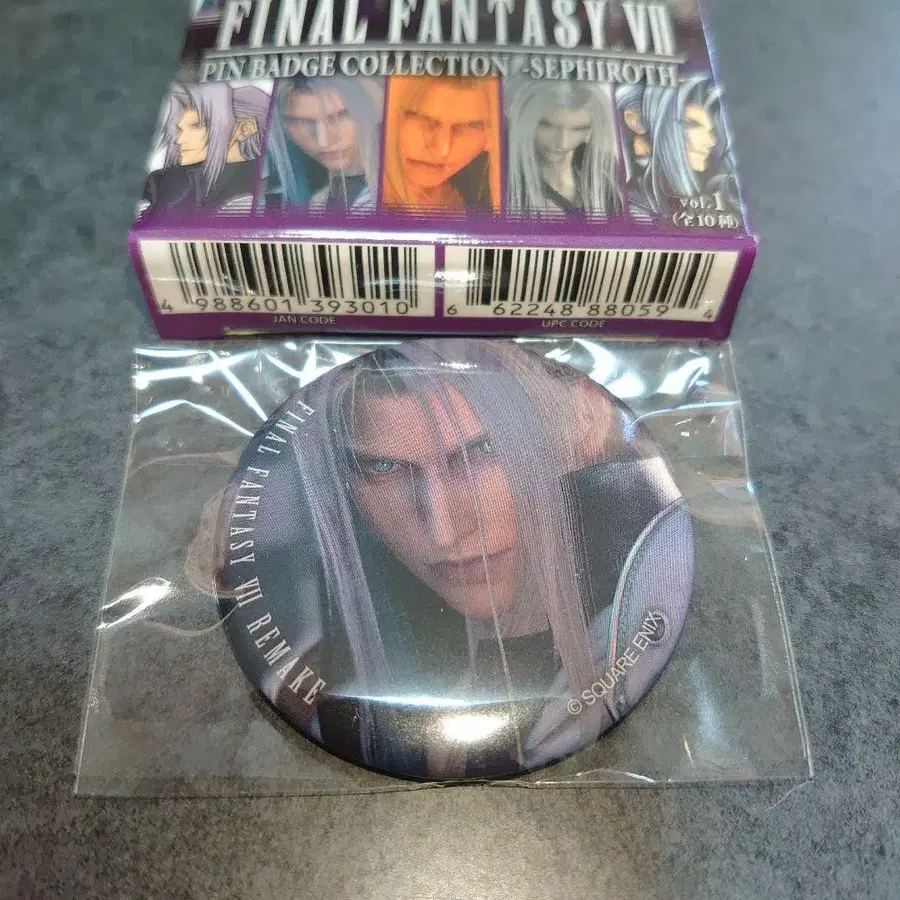 FINAL FANTASY VII
PIN BADGE COLLECTION -SEPHIROTH-
vol.1
(全10種)
4 988601 393010
JAN CODE
6 62248 88059 4
UPC CODE
FINAL FANTASY VII REMAKE
© SQUARE ENIX